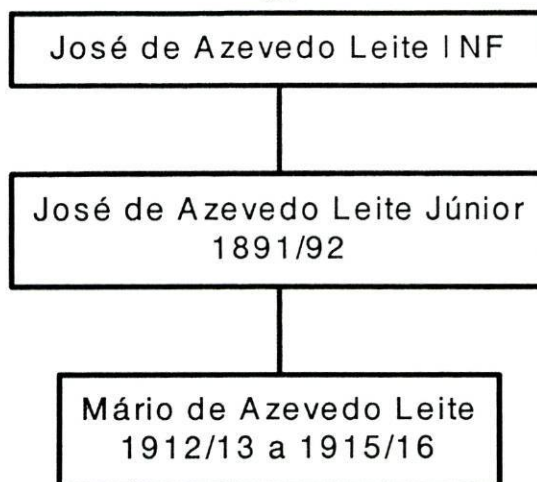 José de Azevedo Leite INF
José de Azevedo Leite Júnior
1891/92
Mário de Azevedo Leite
1912/13 a 1915/16